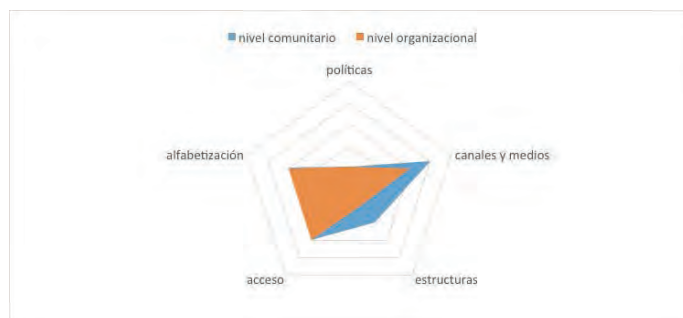 nivel comunitario nivel organizacional
políticas
alfabetización canales y medios
acceso estructuras